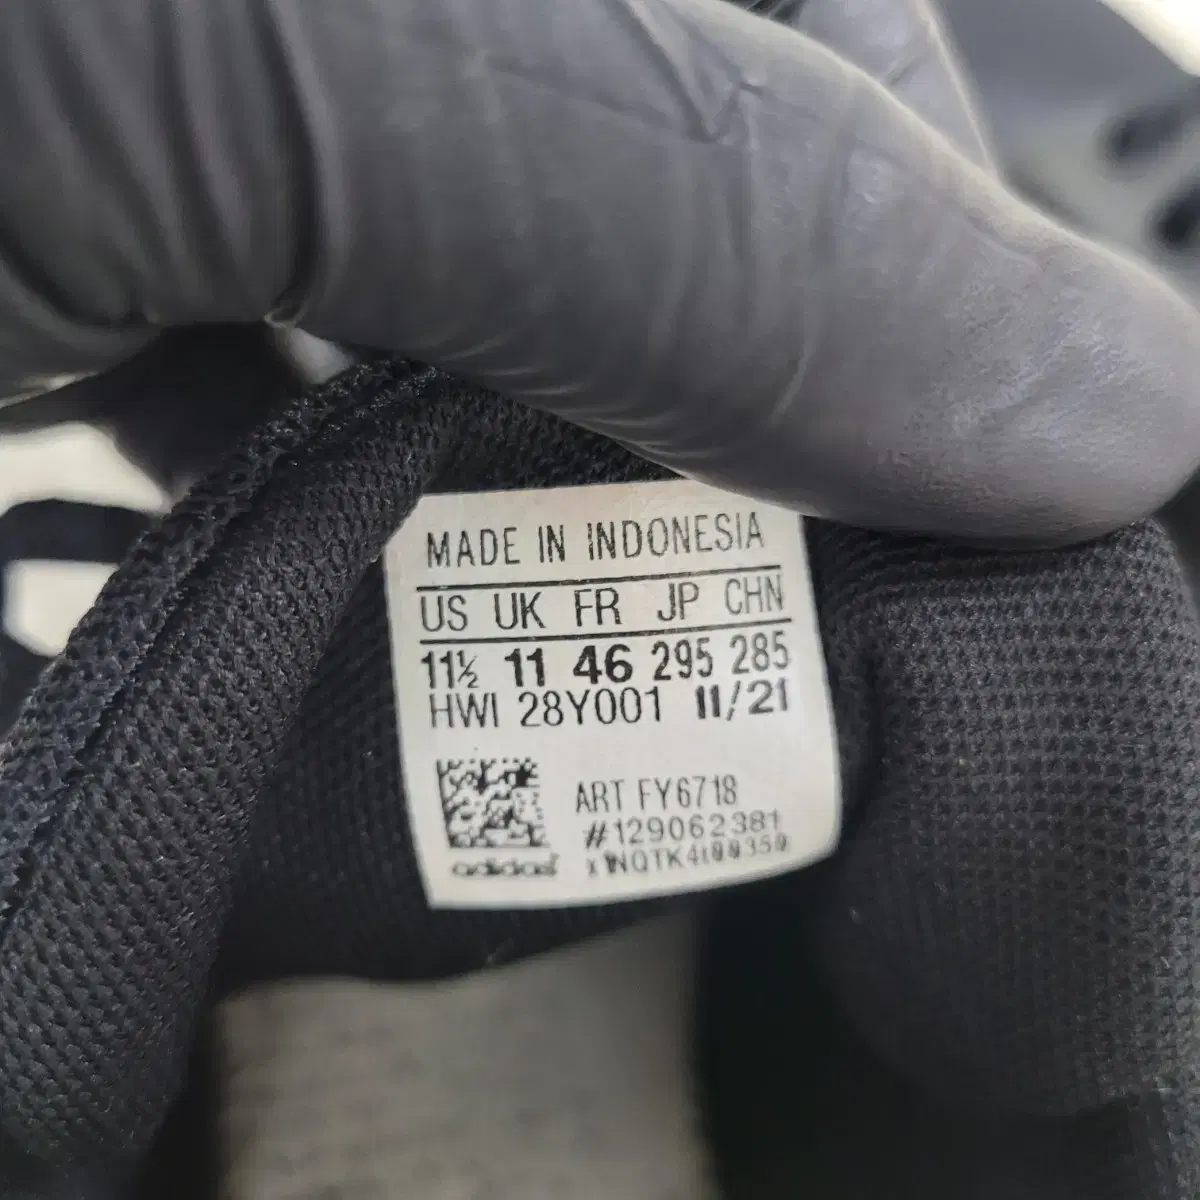 MADE IN INDONESIA
US UK FR JP CHN
11½ 11 46 295 285
HWI 28Y001 11/21
ART FY6718
#129062381
adidas